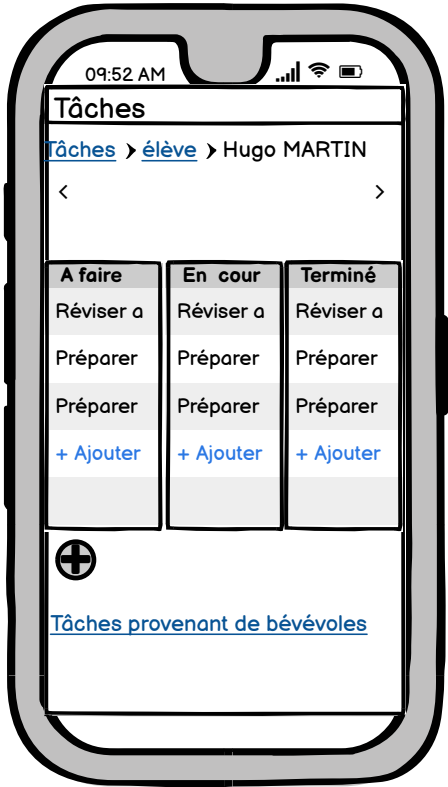 09:52 AM
Tâches
Tâches > élève > Hugo MARTIN
< >
A faire En cour Terminé
Réviser a Réviser a Réviser a
Préparer Préparer Préparer
Préparer Préparer Préparer
+ Ajouter + Ajouter + Ajouter
Tâches provenant de bévévoles